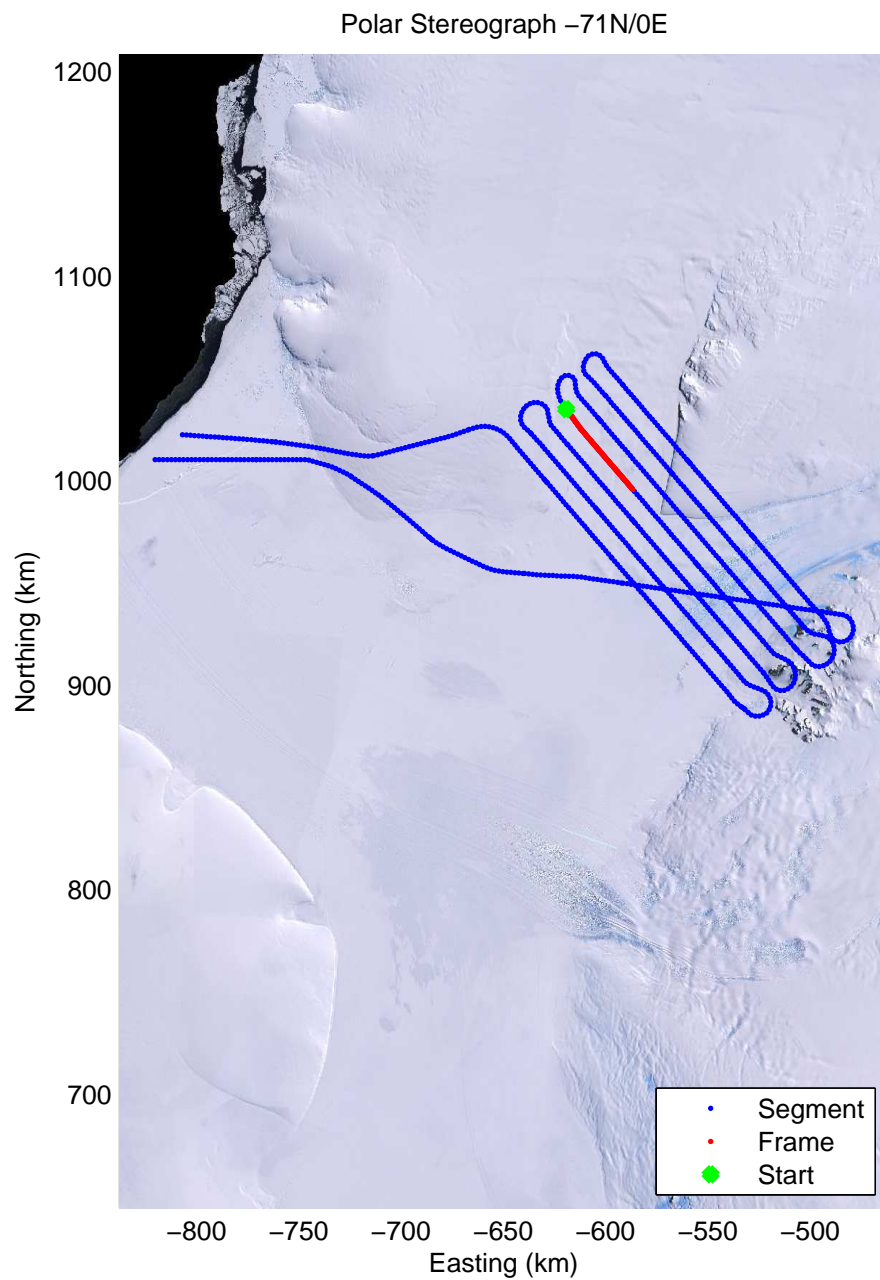 Polar Stereograph −71N/0E
1200
1100
1000
900
800
700
Northing (km)
−800 −750 −700 −650 −600 −550 −500
Easting (km)
Segment
Frame
Start